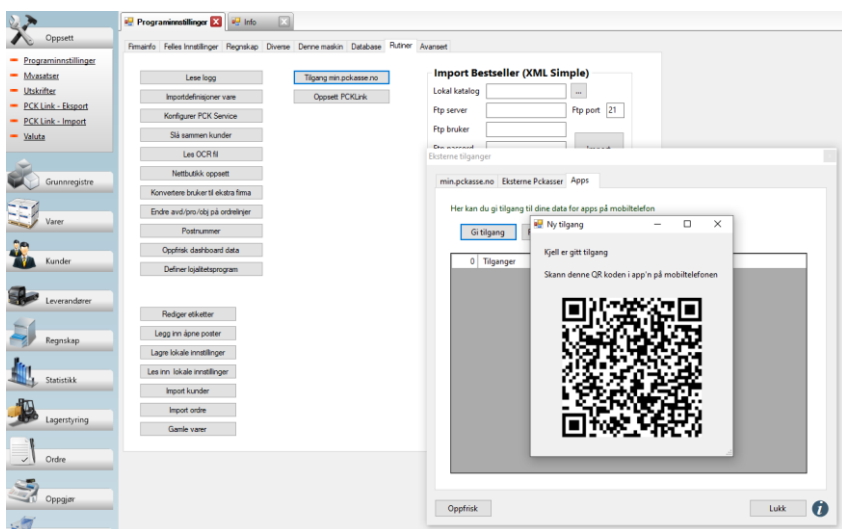 Oppsett
Programinnstillinger
Mvasatser
Utskrifter
PCK Link - Eksport
PCK Link - Import
Valuta
Grunnregistre
Varer
Kunder
Leverandører
Regnskap
Statistikk
Lagerstyring
Ordre
Oppgjør
Programinnstillinger
Info
Firmainfo Felles Innstillinger Regnskap Diverse Denne maskin Database Rutiner Avansert
Lese logg
Importdefinisjoner vare
Konfigurer PCK Service
Slå sammen kunder
Les OCR fil
Nettbutikk oppsett
Konvertere bruker til ekstra firma
Endre avd/pro/obj på ordrelinjer
Postnummer
Oppfrisk dashboard data
Definer lojalitetsprogram
Rediger etiketter
Legg inn åpne poster
Lagre lokale innstillinger
Les inn lokale innstillinger
Import kunder
Import ordre
Gamle varer
Tilgang min.pckasse.no
Oppsett PCKLink
Import Bestseller (XML Simple)
Lokal katalog ...
Ftp server Ftp port 21
Ftp bruker
Eksterne tilganger
min.pckasse.no Eksterne Pckasser Apps
Her kan du gi tilgang til dine data for apps på mobiltelefon
Gi tilgang
0 Tilganger
Ny tilgang
Kjell er gitt tilgang
Skann denne QR koden i app'n på mobiltelefonen
Oppfrisk
Lukk